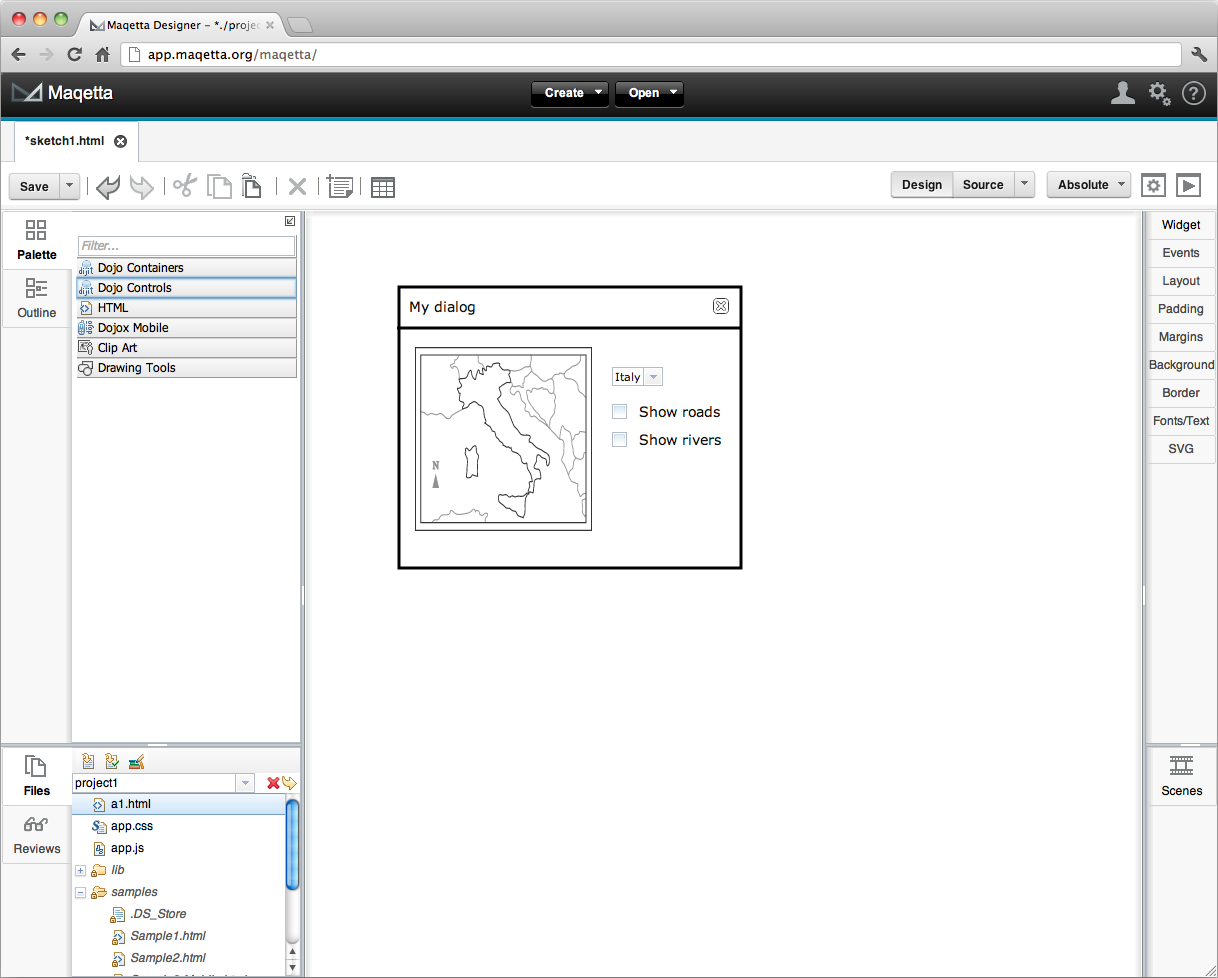 Maqetta Designer – *./projec
app.maqetta.org/maqetta/
Maqetta
Create
Open
?
*sketch1.html
Save
Design
Source
Absolute
Palette
Outline
Filter...
dijit Dojo Containers
dijit Dojo Controls
HTML
Dojox Mobile
Clip Art
Drawing Tools
My dialog
N
Italy
Show roads
Show rivers
Widget
Events
Layout
Padding
Margins
Background
Border
Fonts/Text
SVG
Files
Reviews
project1
a1.html
app.css
app.js
lib
samples
.DS_Store
Sample1.html
Sample2.html
Scenes